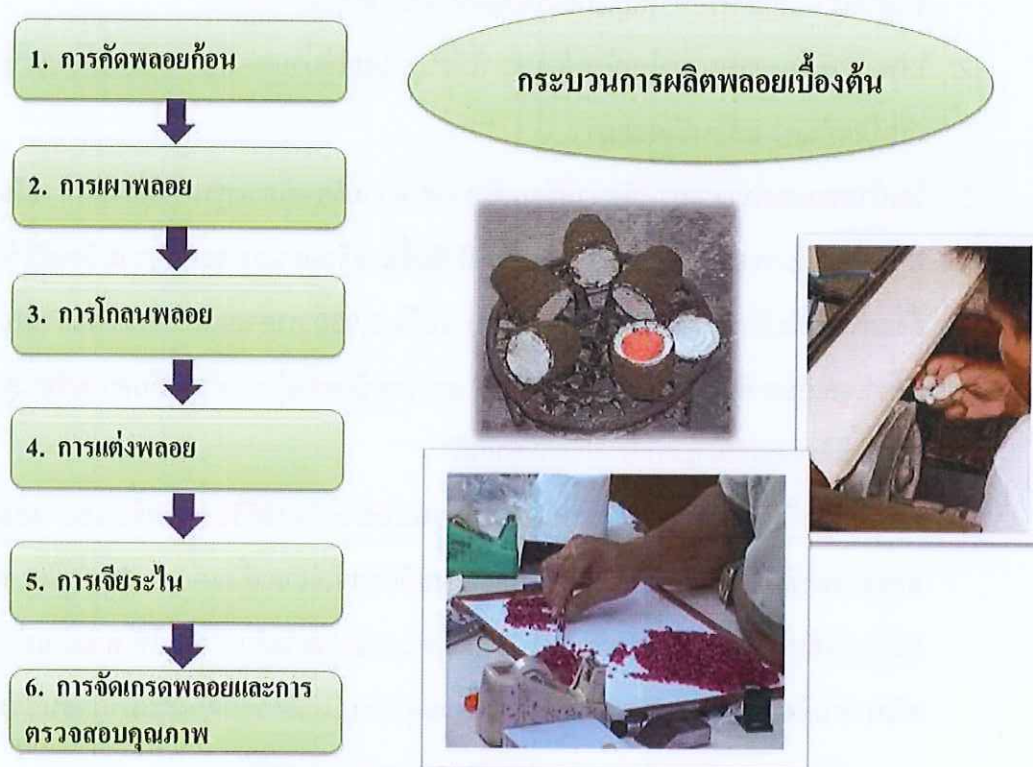 กระบวนการผลิตพลอยเบื้องต้น
1. การคัดพลอยก้อน
2. การเผาพลอย
3. การโกลนพลอย
4. การแต่งพลอย
5. การเจียระไน
6. การจัดเกรดพลอยและการ
ตรวจสอบคุณภาพ